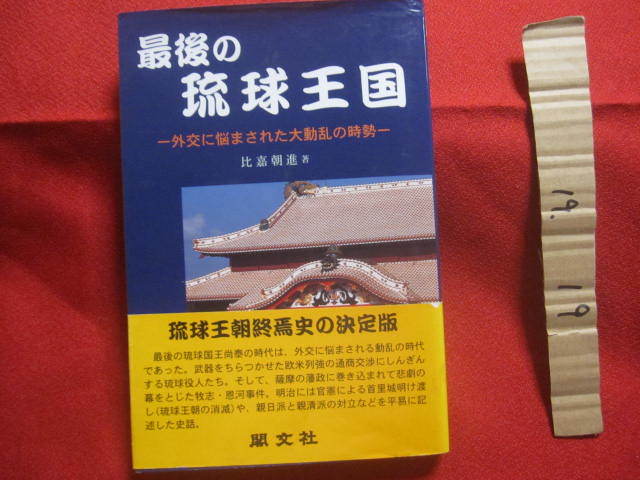 最後の
琉球王国
ー外交に悩まされた大動乱の時勢ー
比嘉朝進 著
琉球王朝終焉史の決定版
最後の琉球国王尚泰の時代は、外交に悩まされる動乱の時代
であった。武器をちらつかせた欧米列強の通商交渉にしんぎん
する琉球役人たち。そして、薩摩の藩政に巻き込まれて悲劇の
幕をとじた牧志・恩河事件。明治には官憲による首里城明け渡
し(琉球王朝の消滅)や、親日派と親清派の対立などを平易に記
述した史話。
閣文社
19.
19